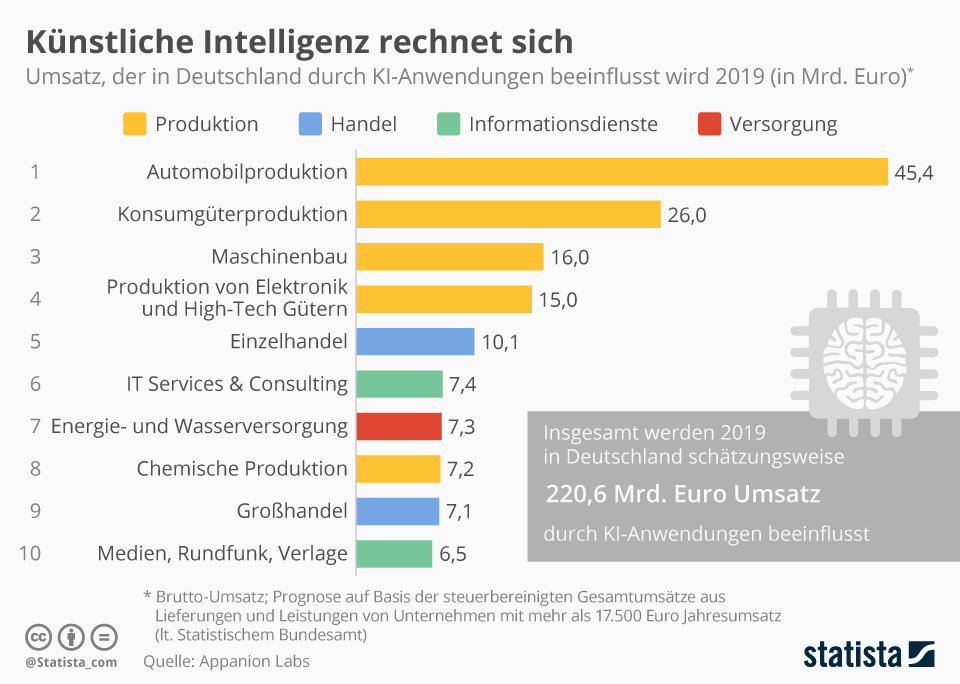 Künstliche Intelligenz rechnet sich
Umsatz, der in Deutschland durch KI-Anwendungen beeinflusst wird 2019 (in Mrd. Euro)*
Produktion Handel Informationsdienste Versorgung
1 Automobilproduktion 45,4
2 Konsumgüterproduktion 26,0
3 Maschinenbau 16,0
4 Produktion von Elektronik
und High-Tech Gütern 15,0
5 Einzelhandel 10,1
6 IT Services & Consulting 7,4
7 Energie- und Wasserversorgung 7,3
8 Chemische Produktion 7,2
9 Großhandel 7,1
10 Medien, Rundfunk, Verlage 6,5
Insgesamt werden 2019
in Deutschland schätzungsweise
220,6 Mrd. Euro Umsatz
durch KI-Anwendungen beeinflusst
* Brutto-Umsatz; Prognose auf Basis der steuerbereinigten Gesamtumsätze aus
Lieferungen und Leistungen von Unternehmen mit mehr als 17.500 Euro Jahresumsatz
(lt. Statistischem Bundesamt)
cc
@Statista_com
Quelle: Appanion Labs
statista